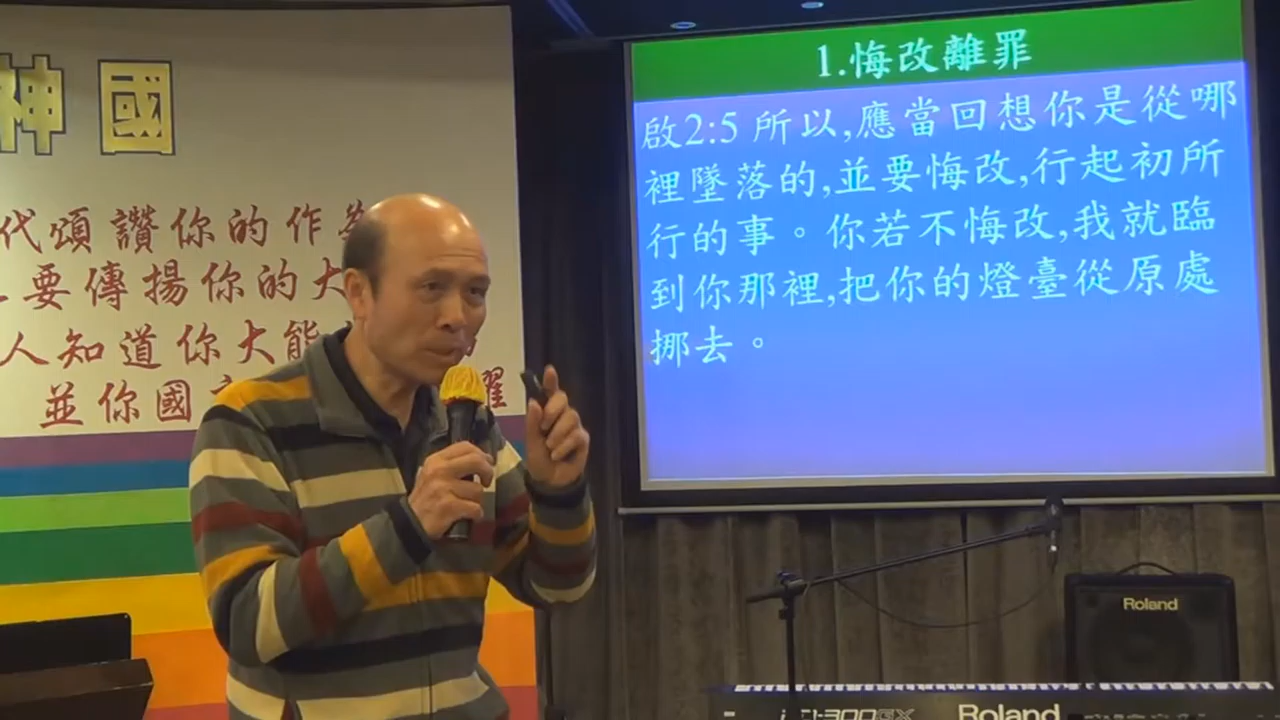 神國
代頌讚你的作為
要傳揚你的大
人知道你大能
並你國
耀
1.悔改離罪
啟2:5 所以,應當回想你是從哪
裡墜落的,並要悔改,行起初所
行的事。你若不悔改,我就臨
到你那裡,把你的燈臺從原處
挪去。
Roland
Roland